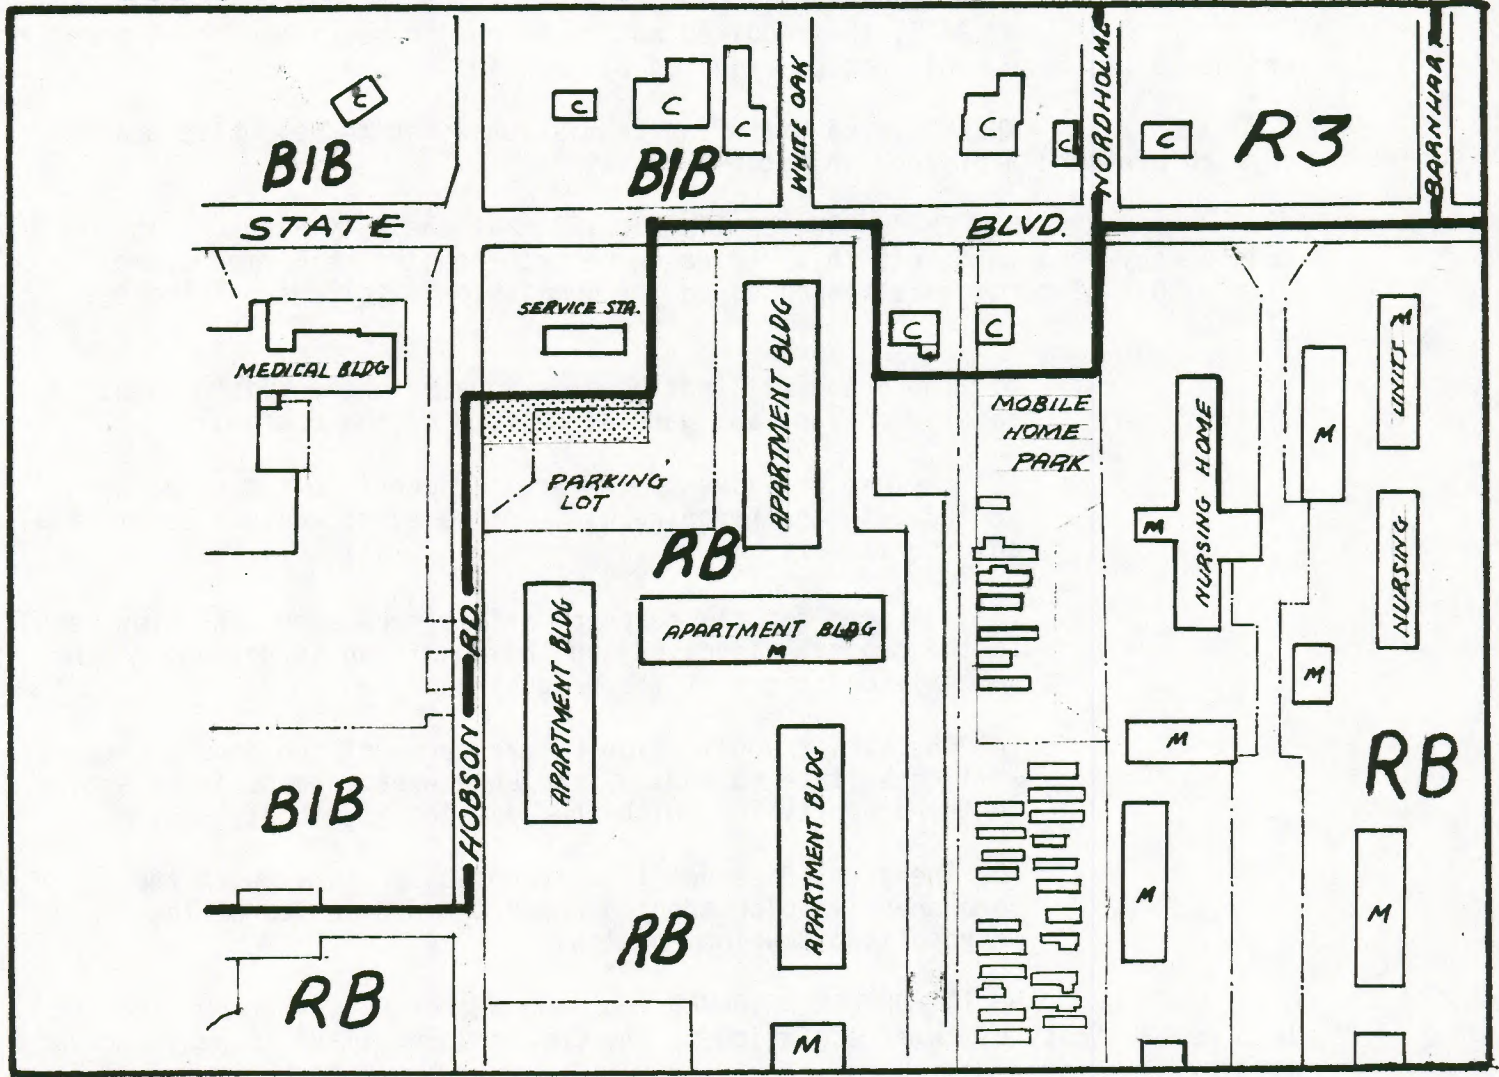 C
C
C
C
C
C
C
WHITE OAK
NORDHOLME
R3
BARNHAR
BIB
BIB
STATE
BLVD.
SERVICE STA.
MEDICAL BLDG
APARTMENT BLDG
C
C
M
UNIT
MOBILE
HOME
PARK
M
NURSING HOME
M
PARKING
LOT
NURSING
RB
APARTMENT BLDG
APARTMENT BLDG
M
HOBSON RD.
M
M
RB
BIB
APARTMENT BLDG
M
M
RB
RB
M